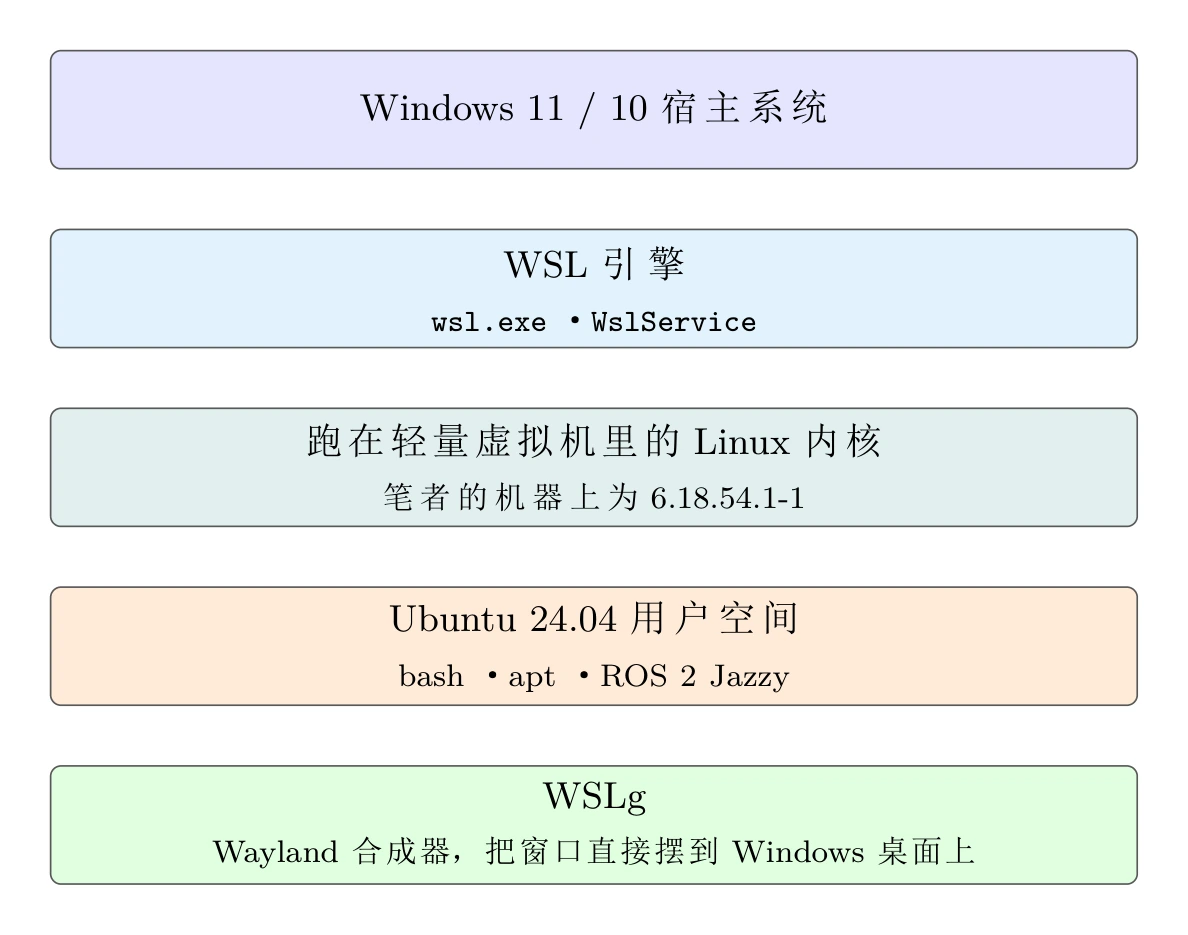 Windows 11 / 10 宿主系统
WSL 引擎
wsl.exe • WslService
跑在轻量虚拟机里的 Linux 内核
笔者的机器上为 6.18.54.1-1
Ubuntu 24.04 用户空间
bash • apt • ROS 2 Jazzy
WSLg
Wayland 合成器，把窗口直接摆到 Windows 桌面上